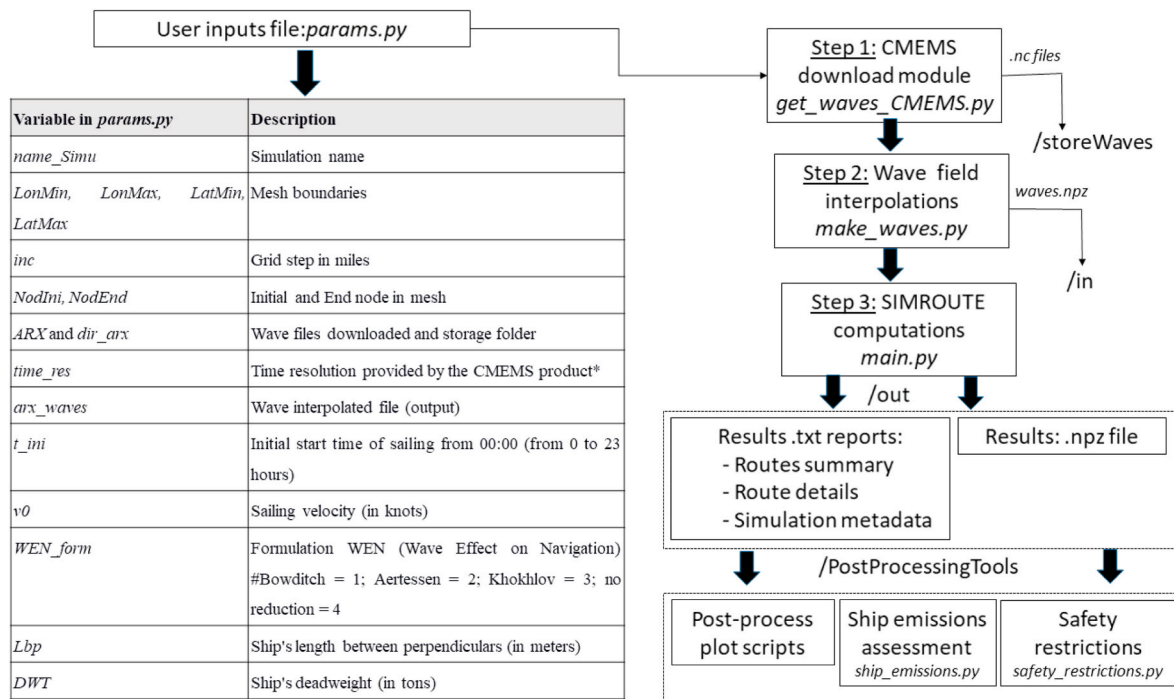 User inputs file:params.py
Variable in params.py Description
name_Simu Simulation name
LonMin, LonMax, LatMin, Mesh boundaries
LatMax
inc Grid step in miles
NodIni, NodEnd Initial and End node in mesh
ARX and dir_arx Wave files downloaded and storage folder
time_res Time resolution provided by the CMEMS product*
arx_waves Wave interpolated file (output)
t_ini Initial start time of sailing from 00:00 (from 0 to 23
hours)
v0 Sailing velocity (in knots)
WEN_form Formulation WEN (Wave Effect on Navigation)
#Bowditch = 1; Aertessen = 2; Khokhlov = 3; no
reduction = 4
Lbp Ship's length between perpendiculars (in meters)
DWT Ship's deadweight (in tons)
Step 1: CMEMS
download module
get_waves_CMEMS.py
.nc files
/storeWaves
Step 2: Wave field
interpolations
make_waves.py
waves.npz
/in
Step 3: SIMROUTE
computations
main.py
/out
Results .txt reports:
- Routes summary
- Route details
- Simulation metadata
Results: .npz file
/PostProcessingTools
Post-process
plot scripts
Ship emissions
assessment
ship_emissions.py
Safety
restrictions
safety_restrictions.py